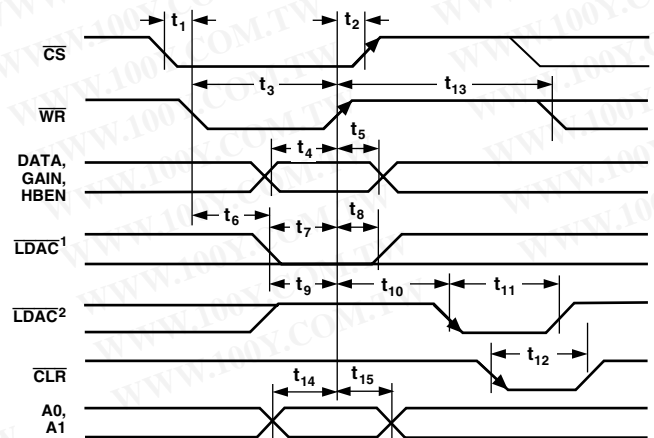 t1
t2
CS
t3
t13
WR
t4
t5
DATA,
GAIN,
HBEN
t6
t7
t8
LDAC1
t9
t10
t11
LDAC2
t12
CLR
t14
t15
A0,
A1
WWW.100Y.COM.TW